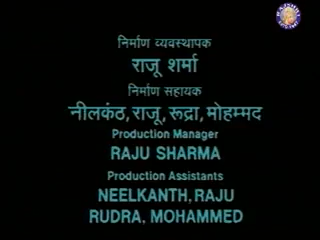 निर्माण व्यवस्थापक
राजू शर्मा
निर्माण सहायक
नीलकंठ, राजू, रूद्रा, मोहम्मद
Production Manager
RAJU SHARMA
Production Assistants
NEELKANTH, RAJU
RUDRA, MOHAMMED